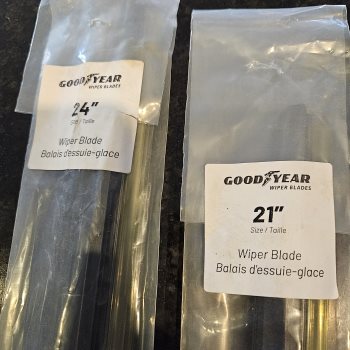 GOODYEAR
WIPER BLADES
24"
Size / Taille
Wiper Blade
Balais d'essuie-glace
GOODYEAR
WIPER BLADES
21"
Size / Taille
Wiper Blade
Balais d'essuie-glace